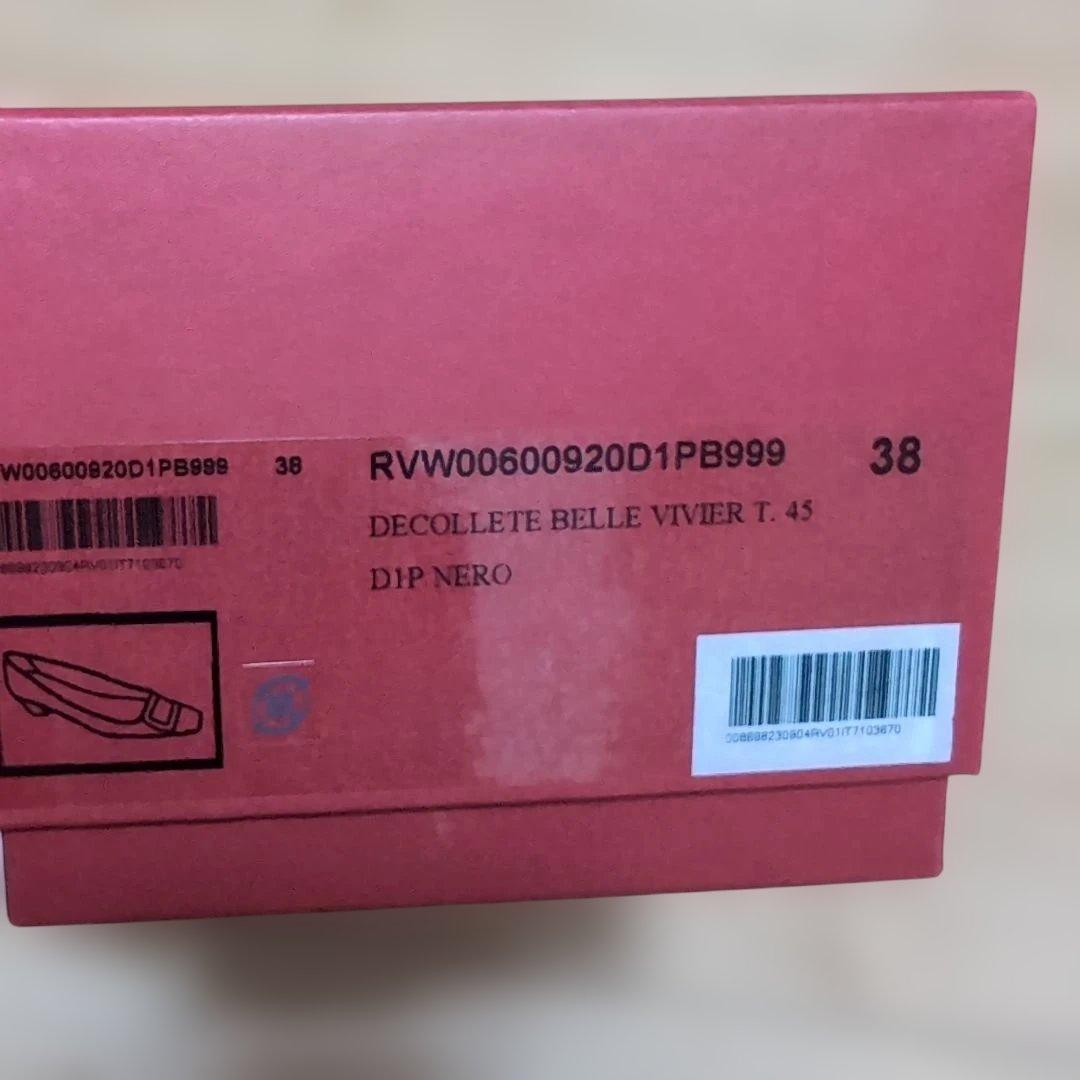 W00600920D1PB999 38
RVW00600920D1PB999 38
DECOLLETE BELLE VIVIER T. 45
D1P NERO